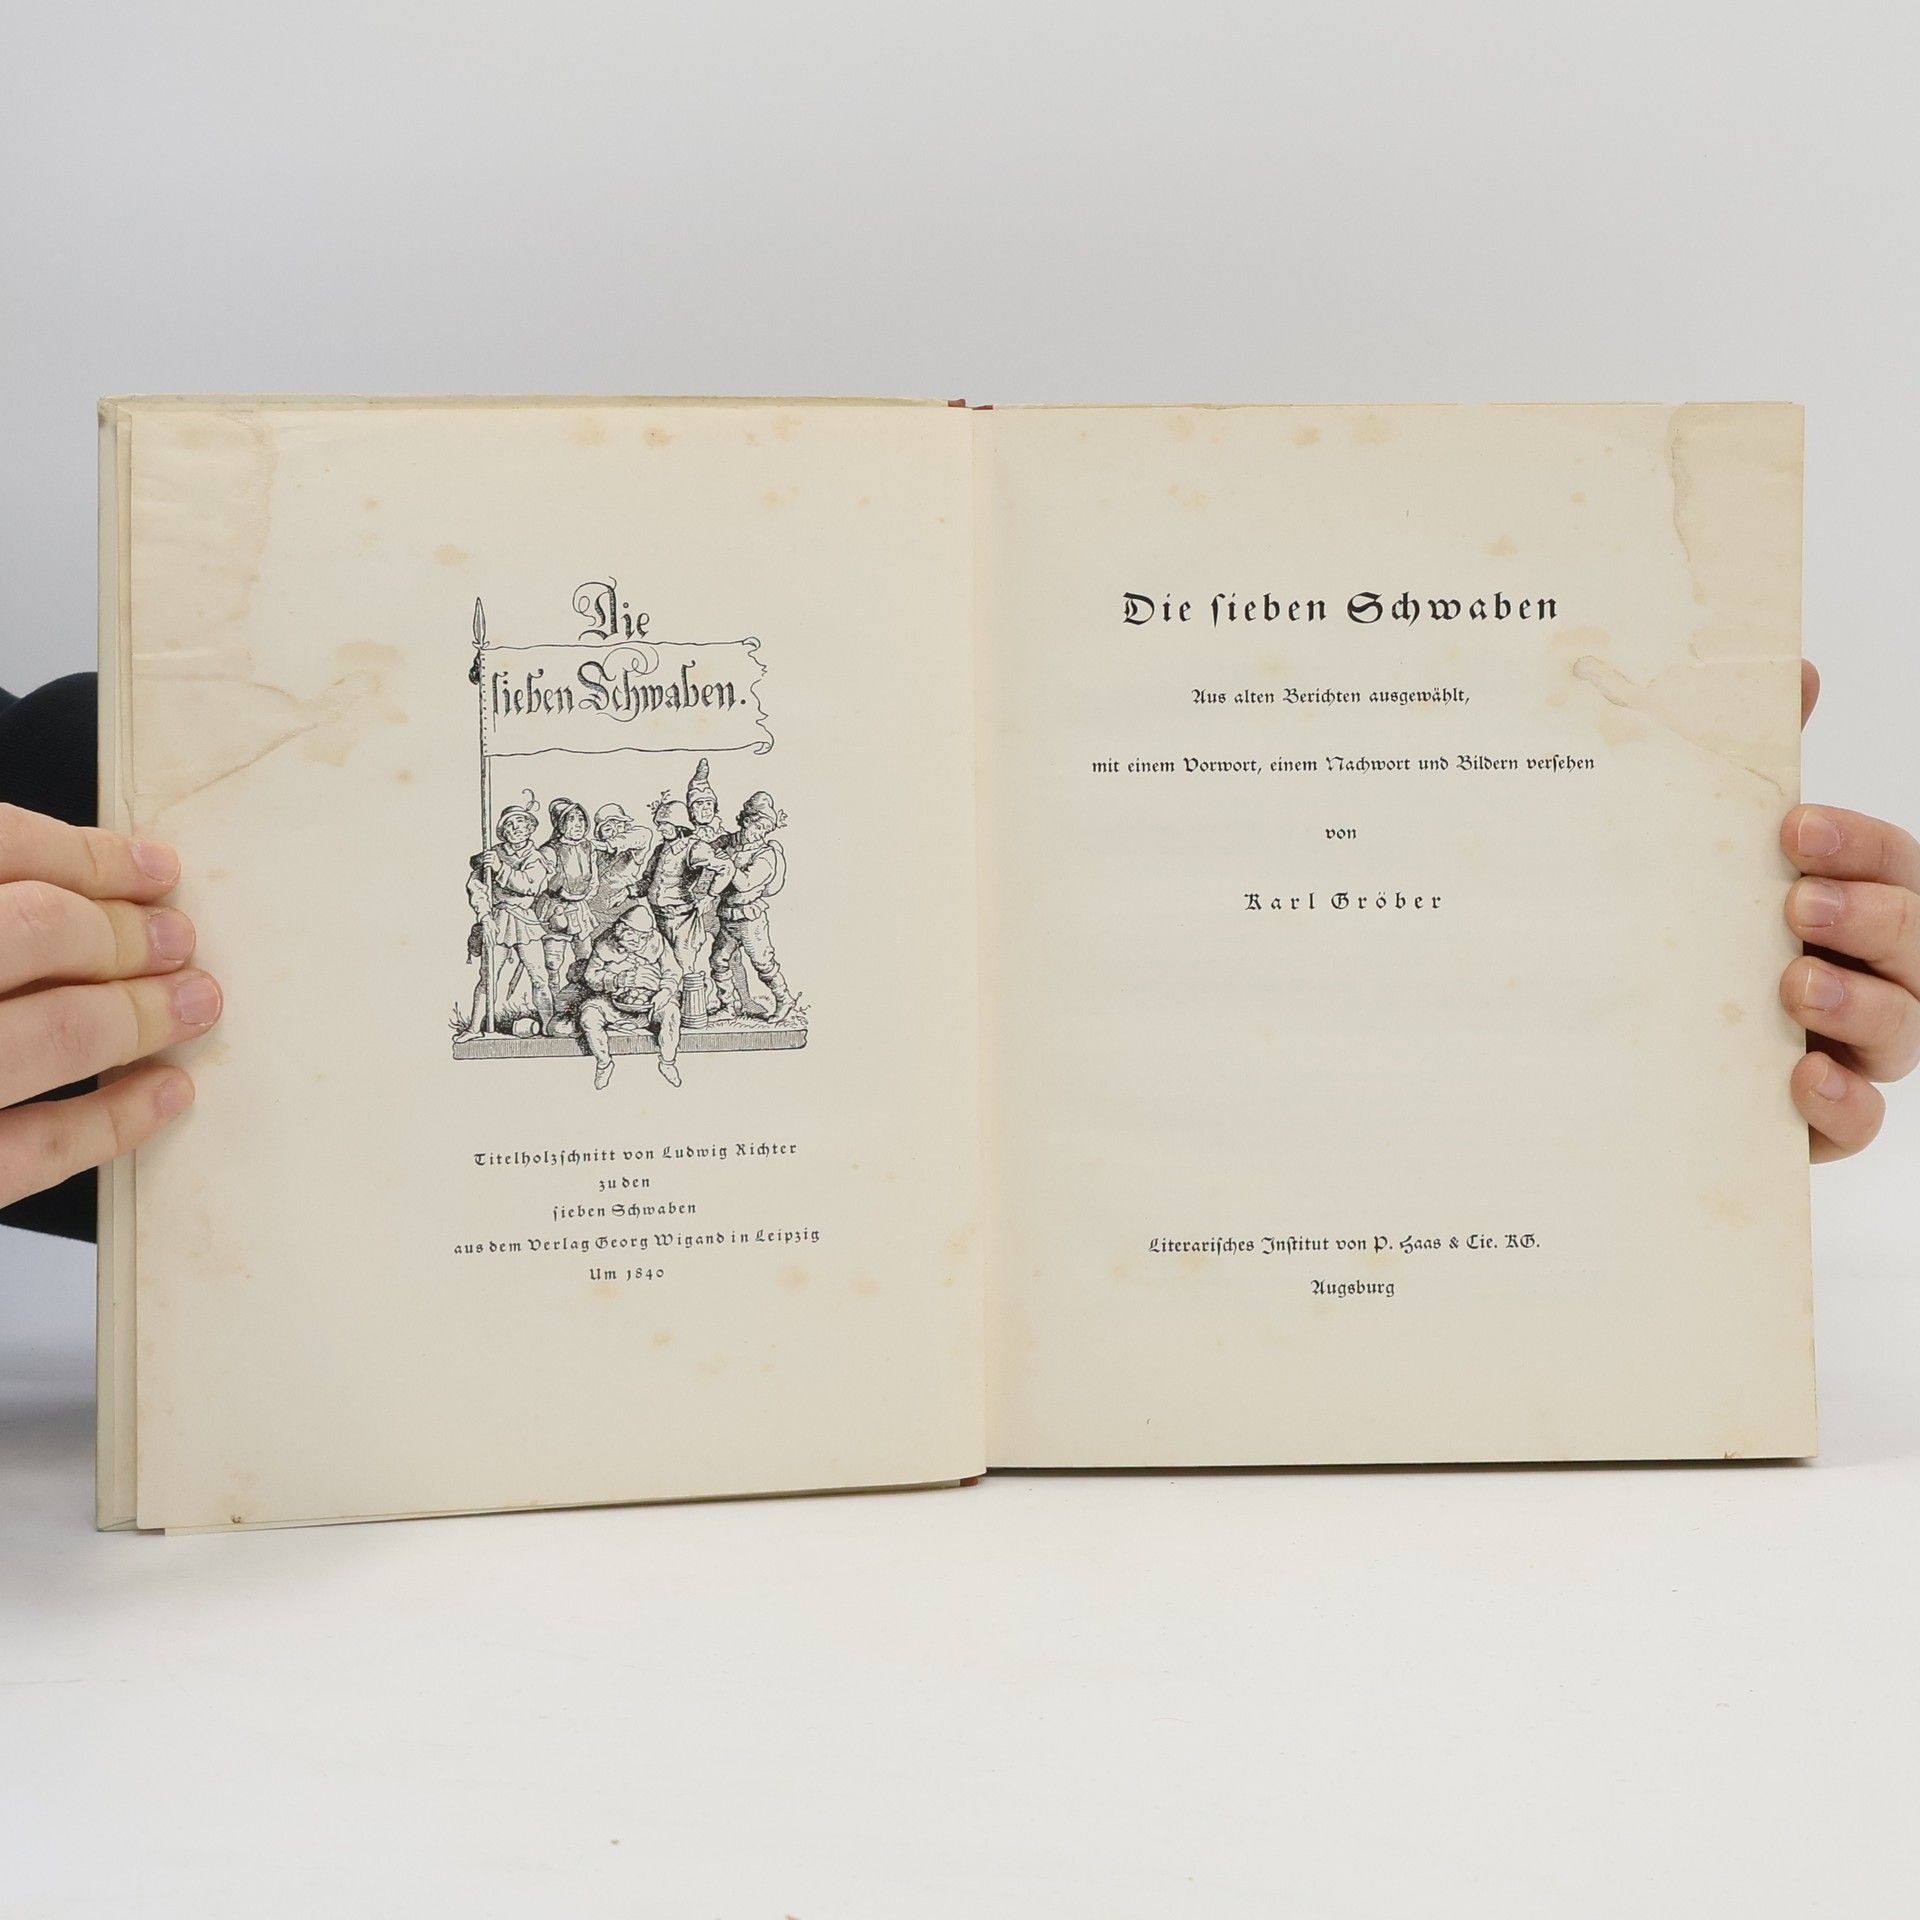 Die
ſieben Schwaben.
Titelholzſchnitt von Ludwig Richter
zu den
ſieben Schwaben
aus dem Verlag Georg Wigand in Leipzig
Um 1840
Die ſieben Schwaben
Aus alten Berichten ausgewählt,
mit einem Vorwort, einem Nachwort und Bildern verſehen
von
Karl Gröber
Literariſches Inſtitut von P. Haas & Cie. KG.
Augsburg